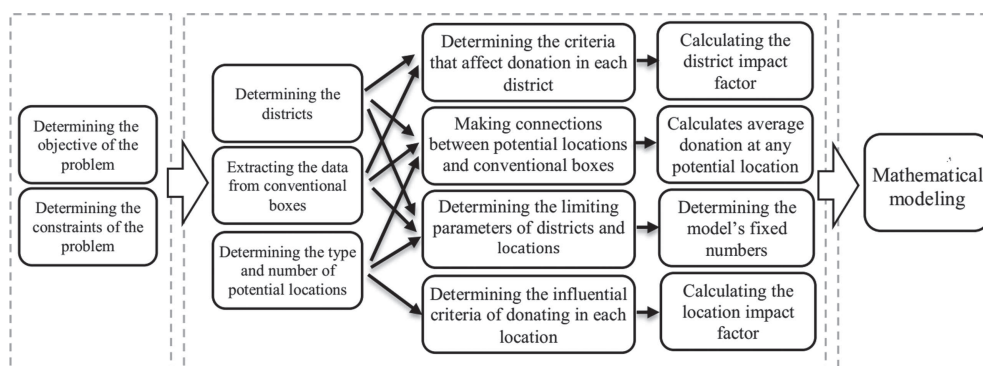 Determining the
objective of the
problem
Determining the
constraints of the
problem
Determining the
districts
Extracting the data
from conventional
boxes
Determining the type
and number of
potential locations
Determining the criteria
that affect donation in each
district
Making connections
between potential locations
and conventional boxes
Determining the limiting
parameters of districts and
locations
Determining the influential
criteria of donating in each
location
Calculating the
district impact
factor
Calculates average
donation at any
potential location
Determining the
model's fixed
numbers
Calculating the
location impact
factor
Mathematical
modeling